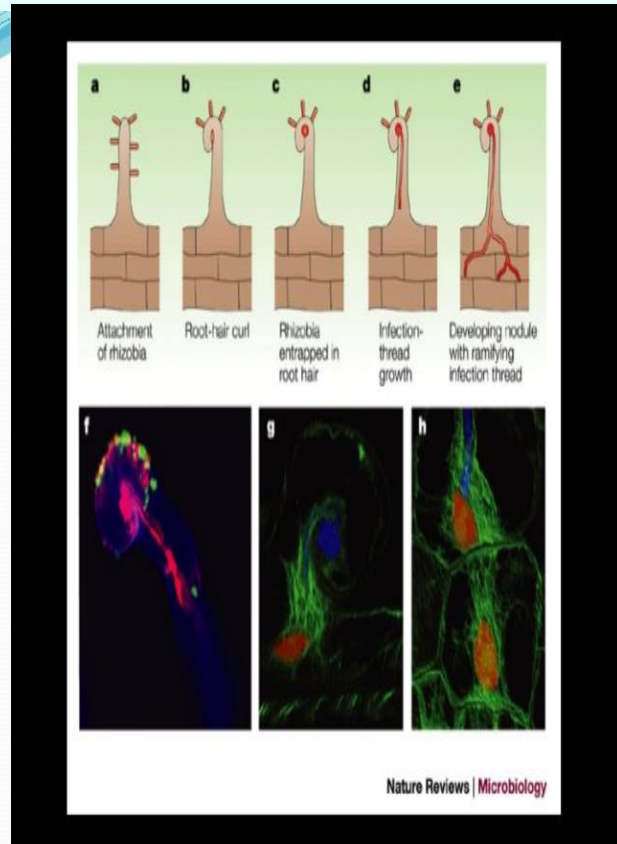 a b c d e
Attachment
of rhizobia
Root-hair curl
Rhizobia
entrapped in
root hair
Infection-
thread
growth
Developing nodule
with ramifying
infection thread
f g h
Nature Reviews | Microbiology